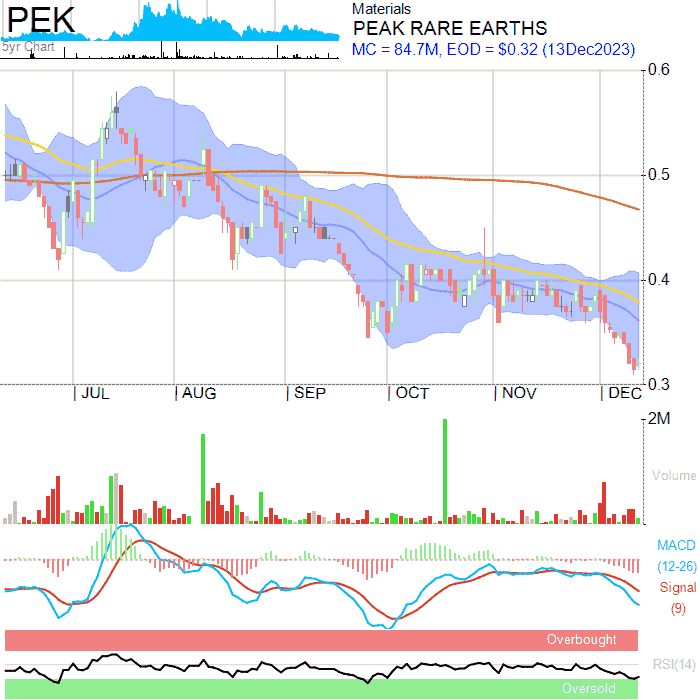 PEK
5yr Chart
Materials
PEAK RARE EARTHS
MC = 84.7M, EOD = $0.32 (13Dec2023)
0.6
0.5
0.4
0.3
JUL
AUG
SEP
OCT
NOV
DEC
2M
Volume
MACD
(12-26)
Signal
(9)
Overbought
RSI(14)
Oversold